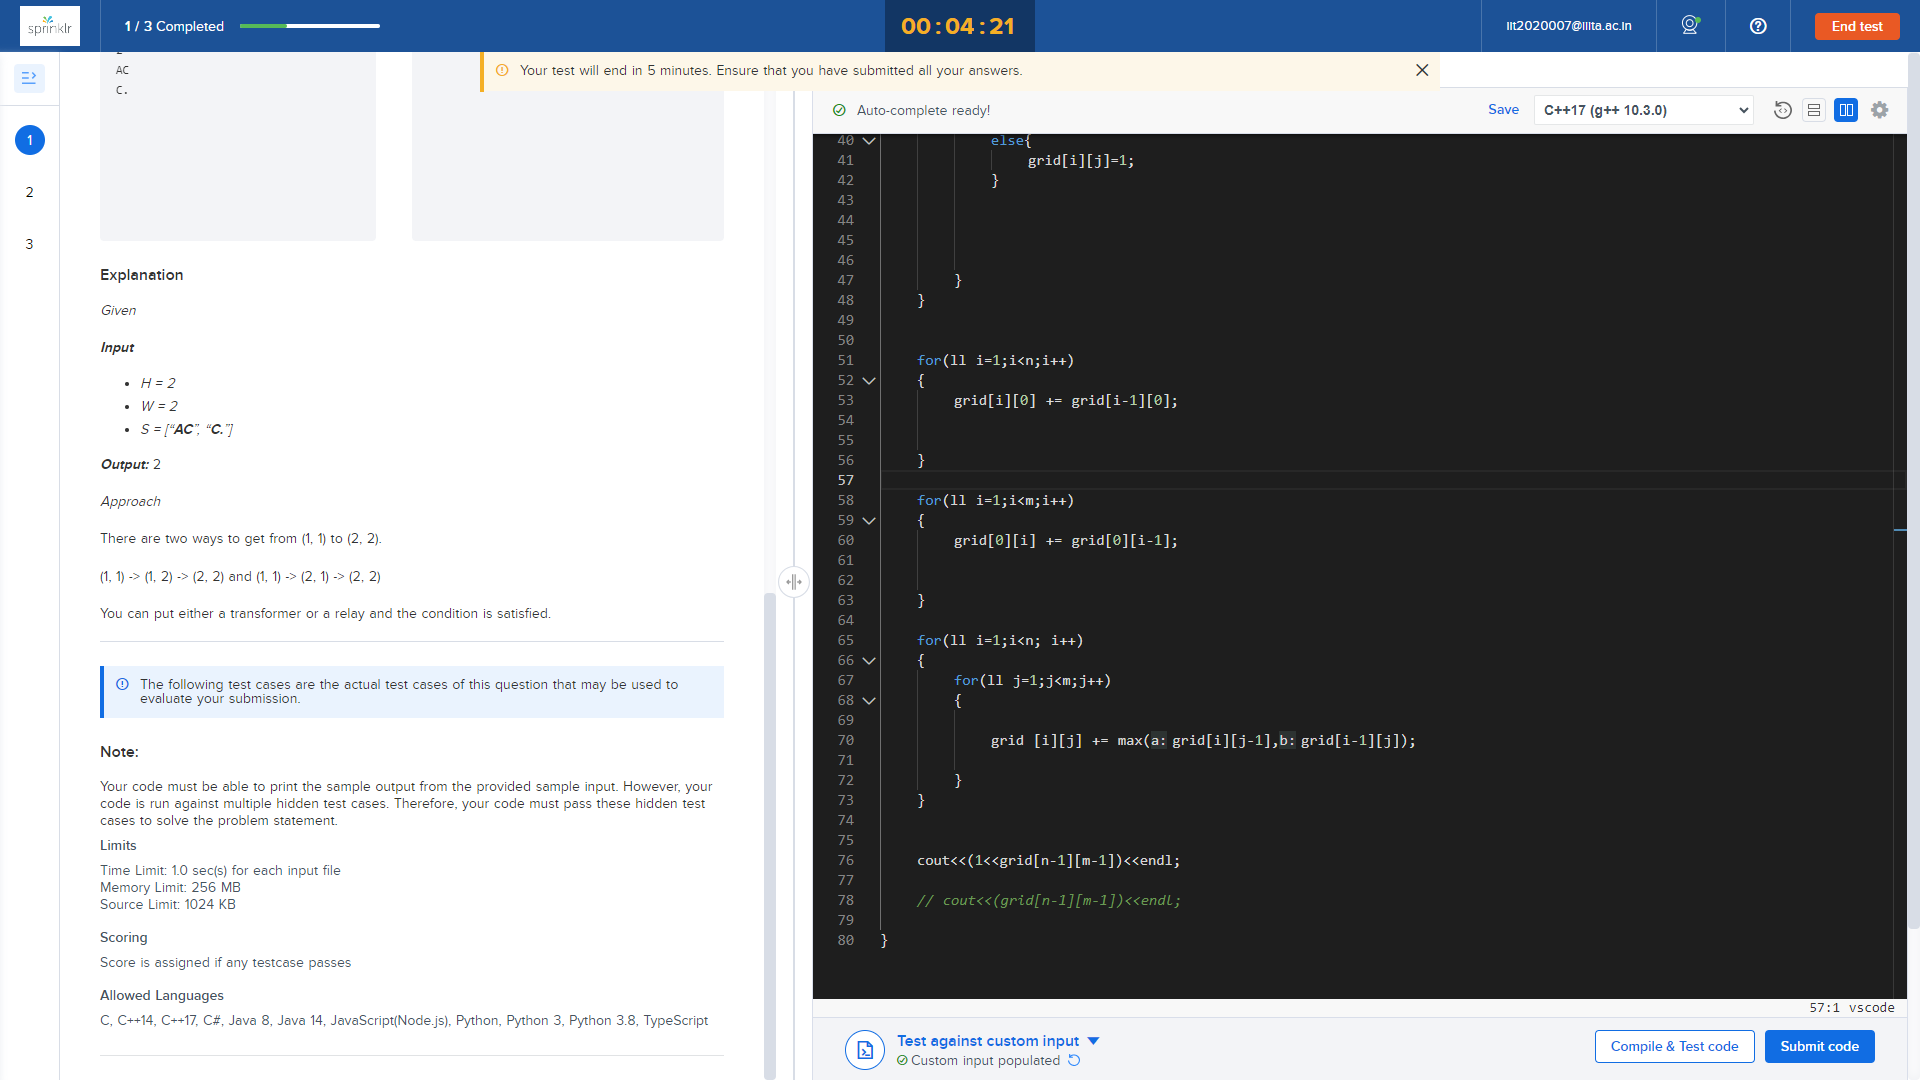 sprinklr
1 / 3 Completed
00 : 04 : 21
iit2020007@iiita.ac.in
End test
Your test will end in 5 minutes. Ensure that you have submitted all your answers.
AC
C.
1
2
3
Explanation
Given
Input
• H = 2
• W = 2
• S = [“AC”, “C.”]
Output: 2
Approach
There are two ways to get from (1, 1) to (2, 2).
(1, 1) -> (1, 2) -> (2, 2) and (1, 1) -> (2, 1) -> (2, 2)
You can put either a transformer or a relay and the condition is satisfied.
The following test cases are the actual test cases of this question that may be used to
evaluate your submission.
Note:
Your code must be able to print the sample output from the provided sample input. However, your
code is run against multiple hidden test cases. Therefore, your code must pass these hidden test
cases to solve the problem statement.
Limits
Time Limit: 1.0 sec(s) for each input file
Memory Limit: 256 MB
Source Limit: 1024 KB
Scoring
Score is assigned if any testcase passes
Allowed Languages
C, C++14, C++17, C#, Java 8, Java 14, JavaScript(Node.js), Python, Python 3, Python 3.8, TypeScript
Auto-complete ready!
Save
C++17 (g++ 10.3.0)
40 else{
41 grid[i][j]=1;
42 }
43
44
45
46
47 }
48 }
49
50
51 for(ll i=1;i<n;i++)
52 {
53 grid[i][0] += grid[i-1][0];
54
55
56 }
57
58 for(ll i=1;i<m;i++)
59 {
60 grid[0][i] += grid[0][i-1];
61
62
63 }
64
65 for(ll i=1;i<n; i++)
66 {
67 for(ll j=1;j<m;j++)
68 {
69
70 grid [i][j] += max(a: grid[i][j-1],b: grid[i-1][j]);
71
72 }
73 }
74
75
76 cout<<(1<<grid[n-1][m-1])<<endl;
77
78 // cout<<(grid[n-1][m-1])<<endl;
79
80 }
57:1 vscode
Test against custom input
Custom input populated
Compile & Test code
Submit code